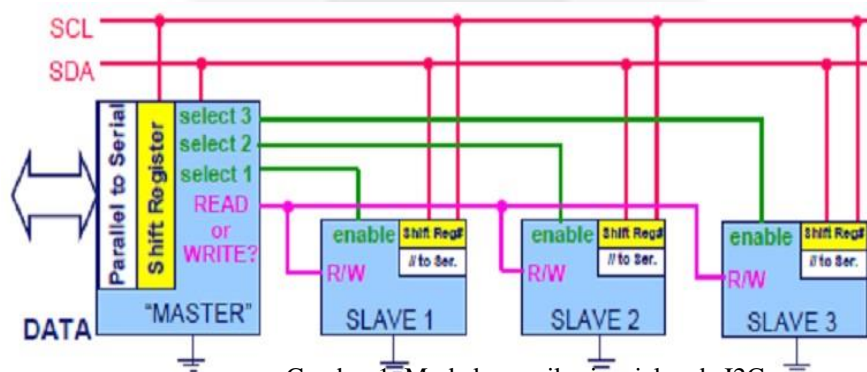 SCL
SDA
Parallel to Serial
Shift Register
select 3
select 2
select 1
READ
or
WRITE?
"MASTER"
DATA
enable
Shift Reg#
// to Ser.
R/W
SLAVE 1
enable
Shift Reg#
// to Ser.
R/W
SLAVE 2
enable
Shift Reg#
// to Ser.
R/W
SLAVE 3
I2C